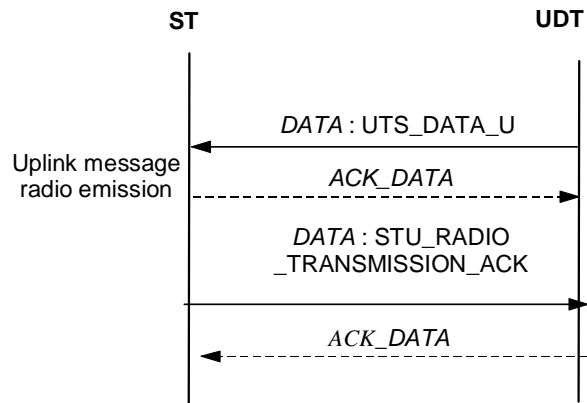 ST
UDT
DATA : UTS_DATA_U
Uplink message
radio emission
ACK_DATA
DATA : STU_RADIO
_TRANSMISSION_ACK
ACK_DATA